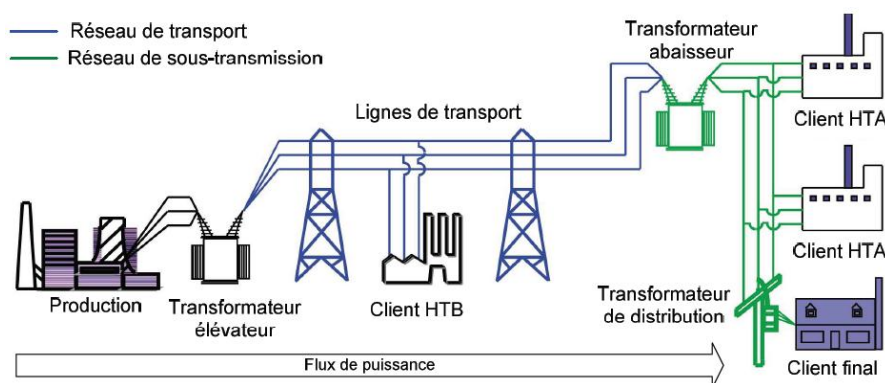 Réseau de transport
Réseau de sous-transmission
Transformateur
abaisseur
Lignes de transport
Client HTA
Client HTA
Production
Transformateur
élévateur
Client HTB
Transformateur
de distribution
Client final
Flux de puissance